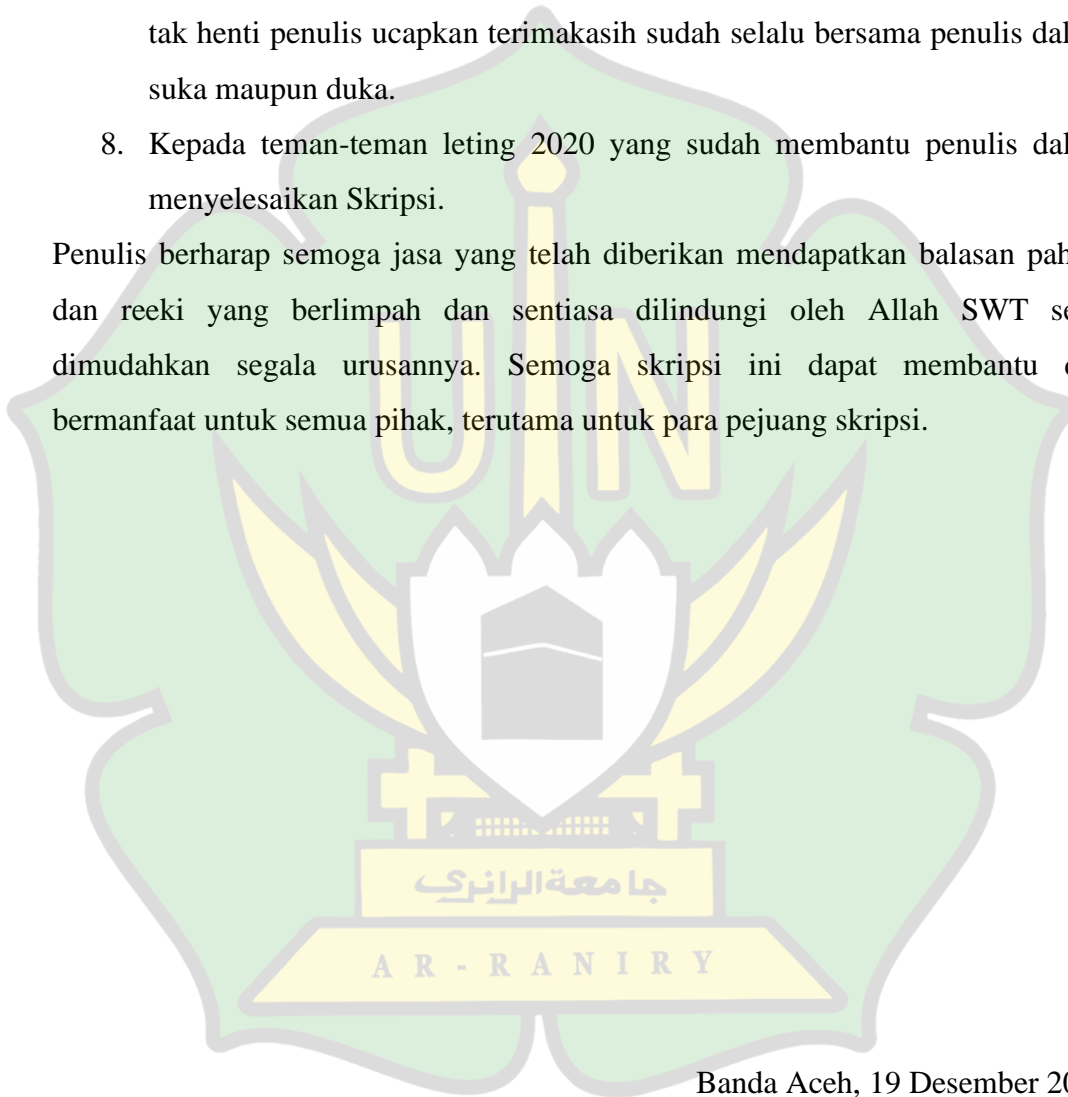 tak henti penulis ucapkan terimakasih sudah selalu bersama penulis dal
suka maupun duka.
8. Kepada teman-teman leting 2020 yang sudah membantu penulis dal
menyelesaikan Skripsi.
Penulis berharap semoga jasa yang telah diberikan mendapatkan balasan pah
dan reeki yang berlimpah dan sentiasa dilindungi oleh Allah SWT se
dimudahkan segala urusannya. Semoga skripsi ini dapat membantu
bermanfaat untuk semua pihak, terutama untuk para pejuang skripsi.
UIN
جامعة الرانري
AR-RANIRY
Banda Aceh, 19 Desember 20